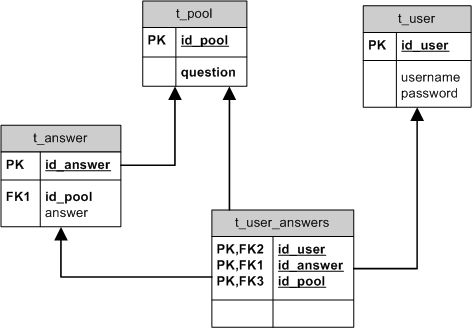 t_pool
PK id_pool
question
t_user
PK id_user
username
password
t_answer
PK id_answer
FK1 id_pool
answer
t_user_answers
PK,FK2 id_user
PK,FK1 id_answer
PK,FK3 id_pool